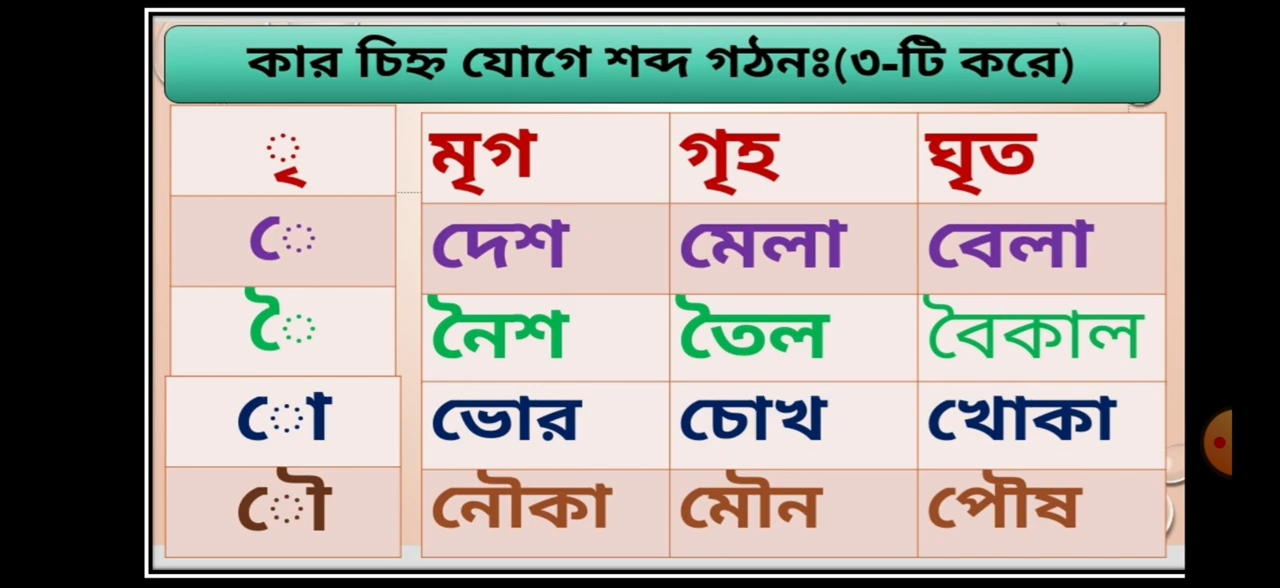 কার চিহ্ন যোগে শব্দ গঠনঃ(৩-টি করে)
ৃ মৃগ গৃহ ঘৃত
ে দেশ মেলা বেলা
ৈ নৈশ তৈল বৈকাল
ো ভোর চোখ খোকা
ৌ নৌকা মৌন পৌষ